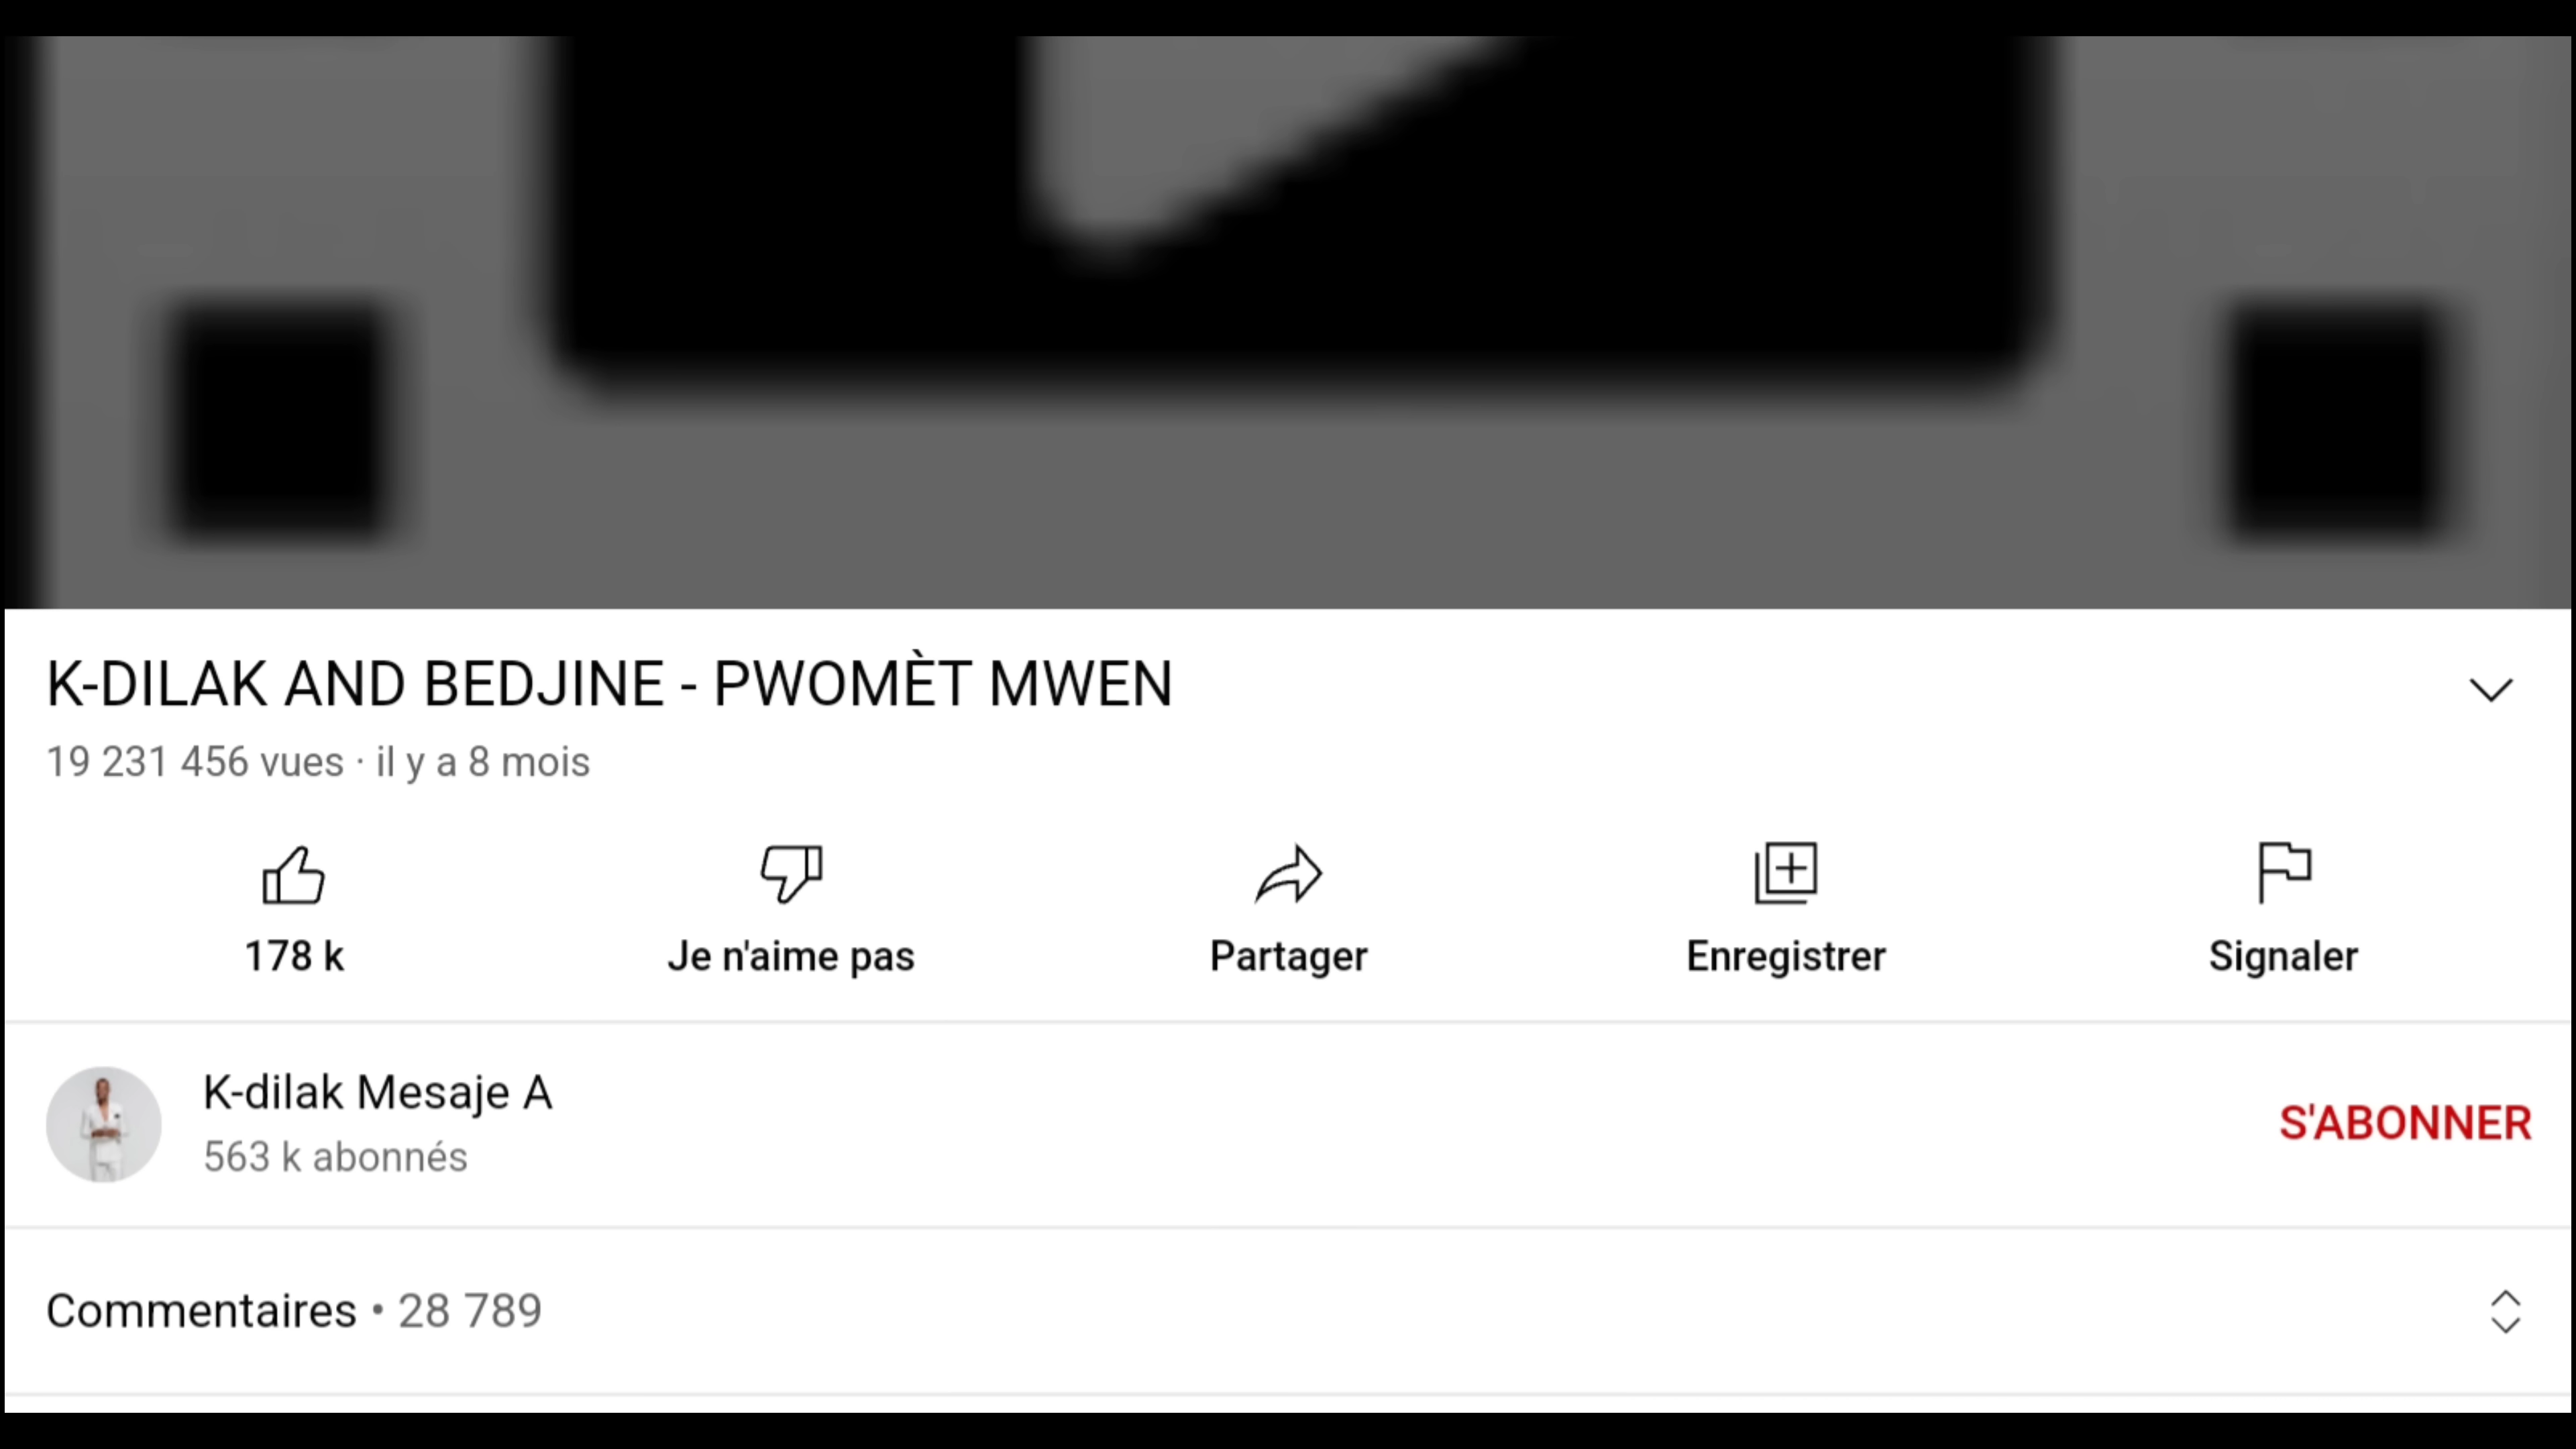 K-DILAK AND BEDJINE - PWOMÈT MWEN
19 231 456 vues · il y a 8 mois
178 k
Je n'aime pas
Partager
Enregistrer
Signaler
K-dilak Mesaje A
563 k abonnés
S'ABONNER
Commentaires • 28 789